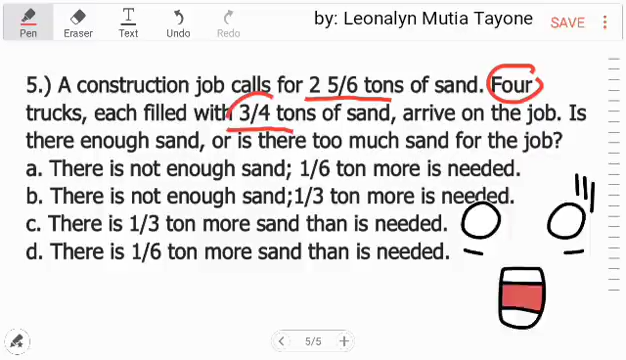 by: Leonalyn Mutia Tayone
Pen
Eraser
Text
Undo
Redo
SAVE
5.) A construction job calls for 2 5/6 tons of sand. Four
trucks, each filled with 3/4 tons of sand, arrive on the job. Is
there enough sand, or is there too much sand for the job?
a. There is not enough sand; 1/6 ton more is needed.
b. There is not enough sand;1/3 ton more is needed.
c. There is 1/3 ton more sand than is needed.
d. There is 1/6 ton more sand than is needed.
5/5